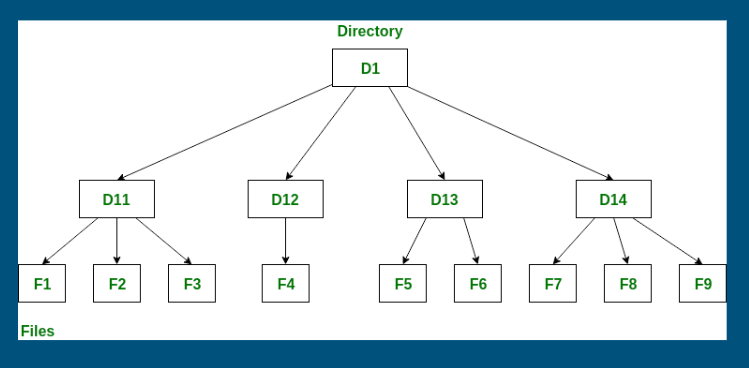 Directory
D1
D11 D12 D13 D14
F1 F2 F3 F4 F5 F6 F7 F8 F9
Files